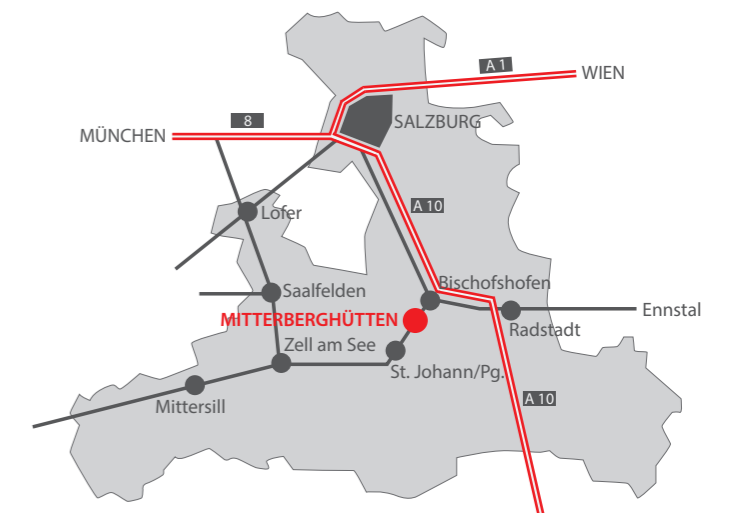 A 1
WIEN
8
MÜNCHEN
SALZBURG
A 10
Lofer
Bischofshofen
Saalfelden
Ennstal
MITTERBERGHÜTTEN
Radstadt
Zell am See
St. Johann/Pg.
A 10
Mittersill